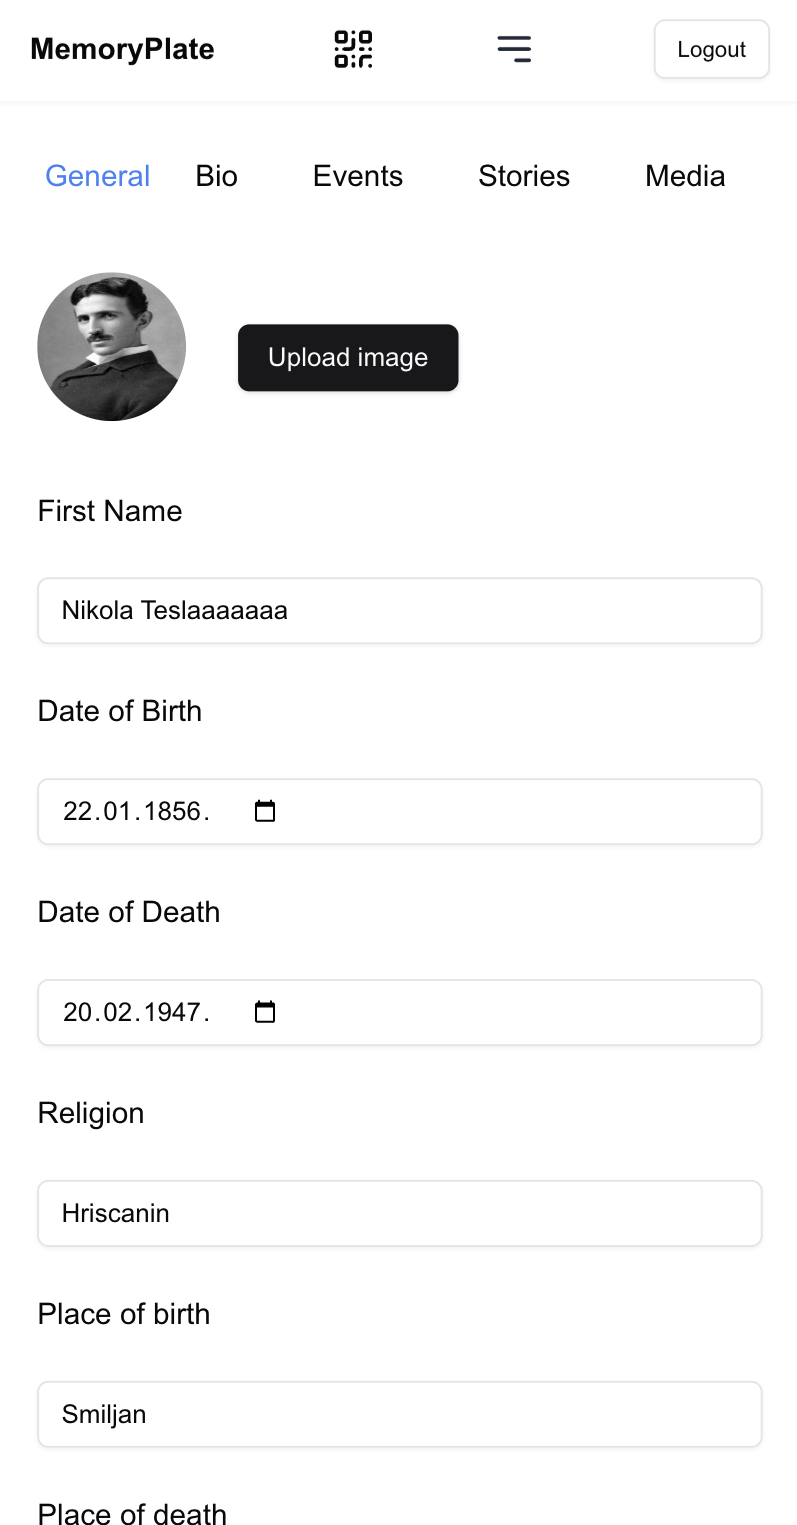 MemoryPlate Logout
General Bio Events Stories Media
Upload image
First Name
Nikola Teslaaaaaaa
Date of Birth
22.01.1856.
Date of Death
20.02.1947.
Religion
Hriscanin
Place of birth
Smiljan
Place of death